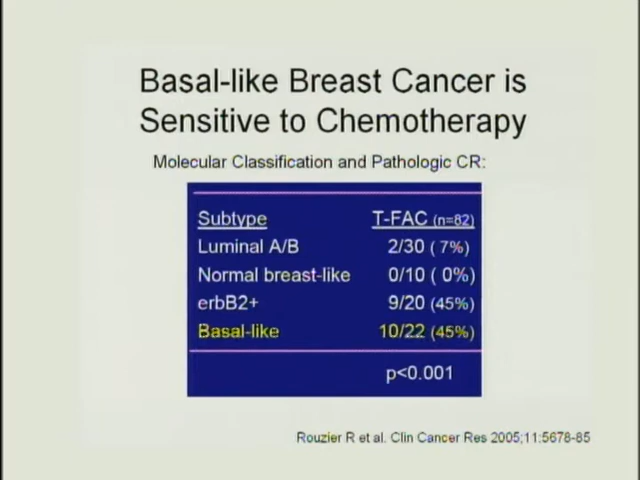 Basal-like Breast Cancer is
Sensitive to Chemotherapy
Molecular Classification and Pathologic CR:
Subtype T-FAC (n=82)
Luminal A/B 2/30 ( 7%)
Normal breast-like 0/10 ( 0%)
erbB2+ 9/20 (45%)
Basal-like 10/22 (45%)
p<0.001
Rouzier R et al. Clin Cancer Res 2005;11:5678-85